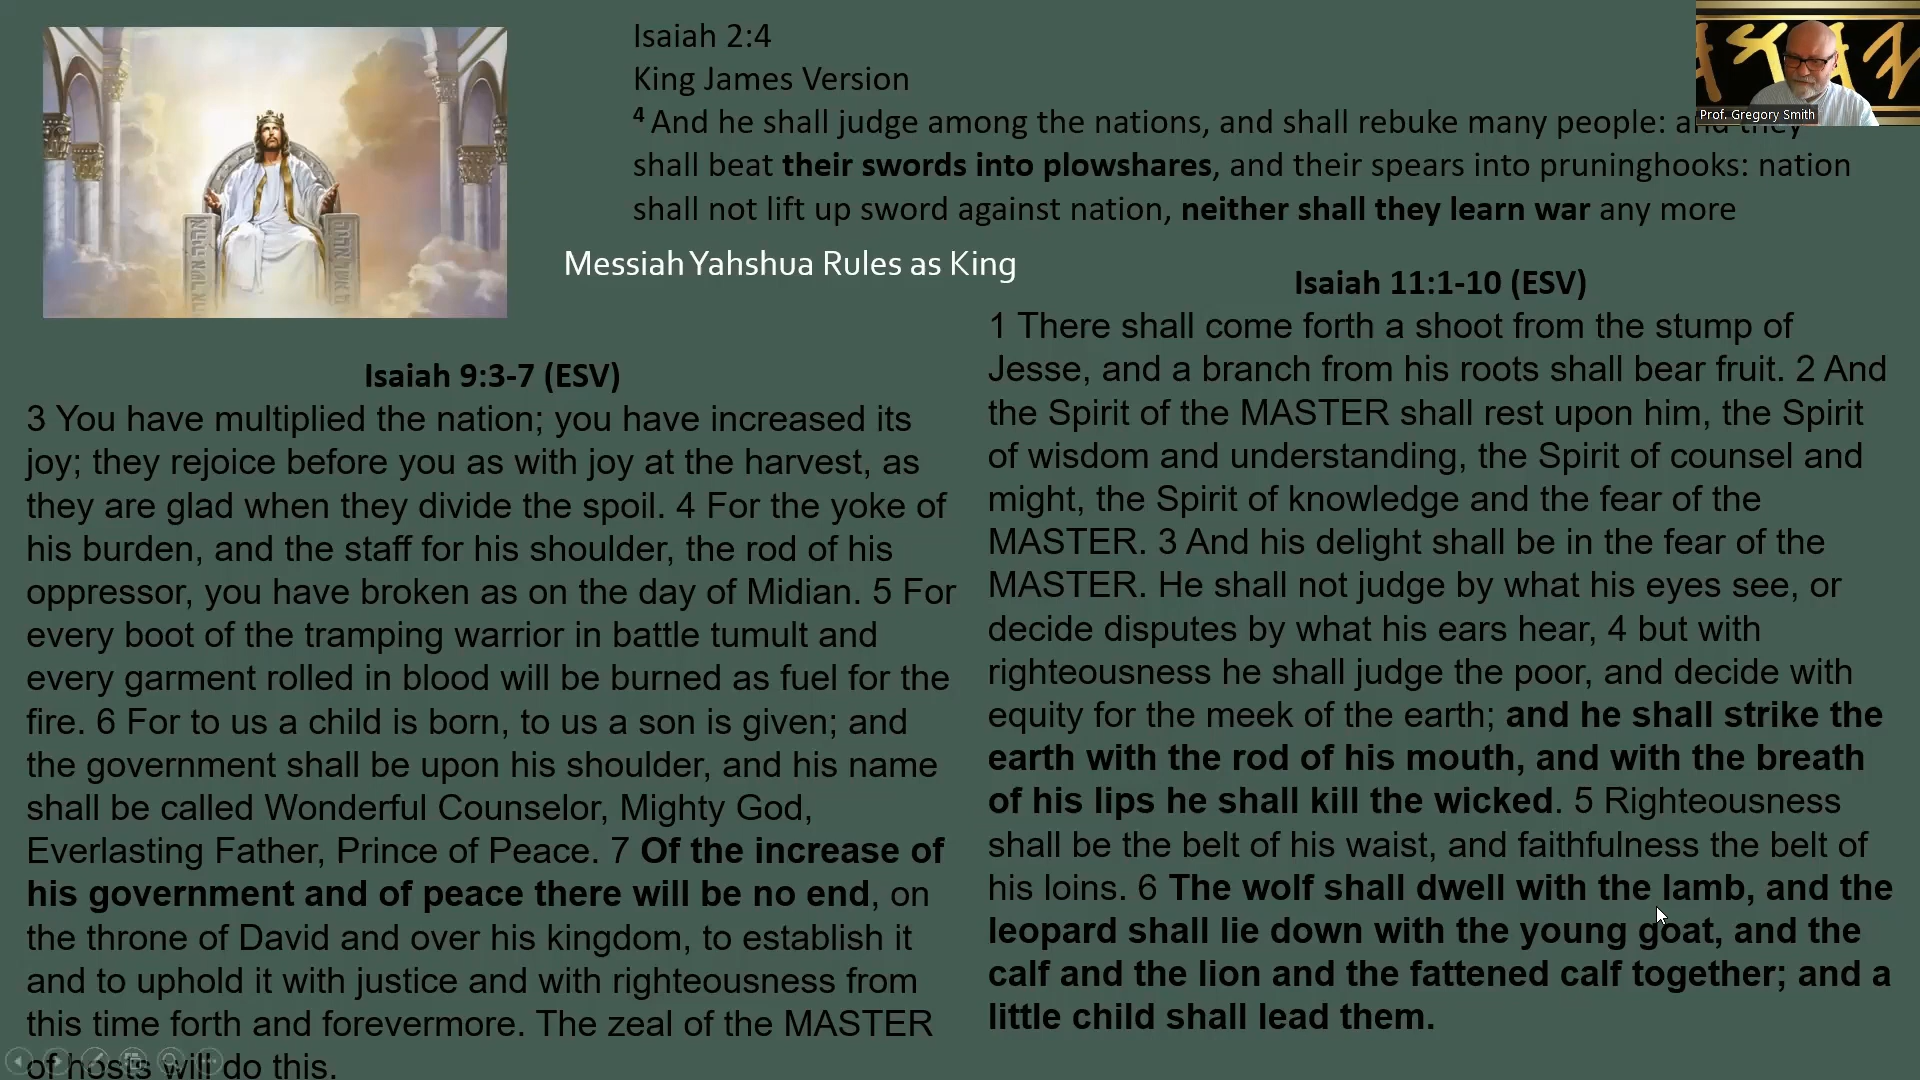 Isaiah 2:4
King James Version
4 And he shall judge among the nations, and shall rebuke many people: and they
shall beat their swords into plowshares, and their spears into pruninghooks: nation
shall not lift up sword against nation, neither shall they learn war any more
Prof. Gregory Smith
Messiah Yahshua Rules as King
Isaiah 9:3-7 (ESV)
3 You have multiplied the nation; you have increased its
joy; they rejoice before you as with joy at the harvest, as
they are glad when they divide the spoil. 4 For the yoke of
his burden, and the staff for his shoulder, the rod of his
oppressor, you have broken as on the day of Midian. 5 For
every boot of the tramping warrior in battle tumult and
every garment rolled in blood will be burned as fuel for the
fire. 6 For to us a child is born, to us a son is given; and
the government shall be upon his shoulder, and his name
shall be called Wonderful Counselor, Mighty God,
Everlasting Father, Prince of Peace. 7 Of the increase of
his government and of peace there will be no end, on
the throne of David and over his kingdom, to establish it
and to uphold it with justice and with righteousness from
this time forth and forevermore. The zeal of the MASTER
of hosts will do this.
Isaiah 11:1-10 (ESV)
1 There shall come forth a shoot from the stump of
Jesse, and a branch from his roots shall bear fruit. 2 And
the Spirit of the MASTER shall rest upon him, the Spirit
of wisdom and understanding, the Spirit of counsel and
might, the Spirit of knowledge and the fear of the
MASTER. 3 And his delight shall be in the fear of the
MASTER. He shall not judge by what his eyes see, or
decide disputes by what his ears hear, 4 but with
righteousness he shall judge the poor, and decide with
equity for the meek of the earth; and he shall strike the
earth with the rod of his mouth, and with the breath
of his lips he shall kill the wicked. 5 Righteousness
shall be the belt of his waist, and faithfulness the belt of
his loins. 6 The wolf shall dwell with the lamb, and the
leopard shall lie down with the young goat, and the
calf and the lion and the fattened calf together; and a
little child shall lead them.